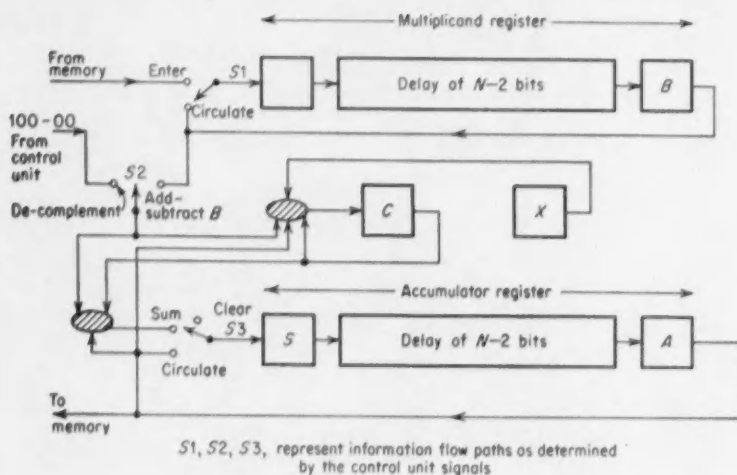 Multiplicand register
From
memory
Enter
S1
Delay of N-2 bits
B
Circulate
100-00
From
control
unit
S2
De-complement
Add-
subtract B
C
X
Accumulator register
Sum
Clear
S3
S
Delay of N-2 bits
A
Circulate
To
memory
S1, S2, S3, represent information flow paths as determined
by the control unit signals